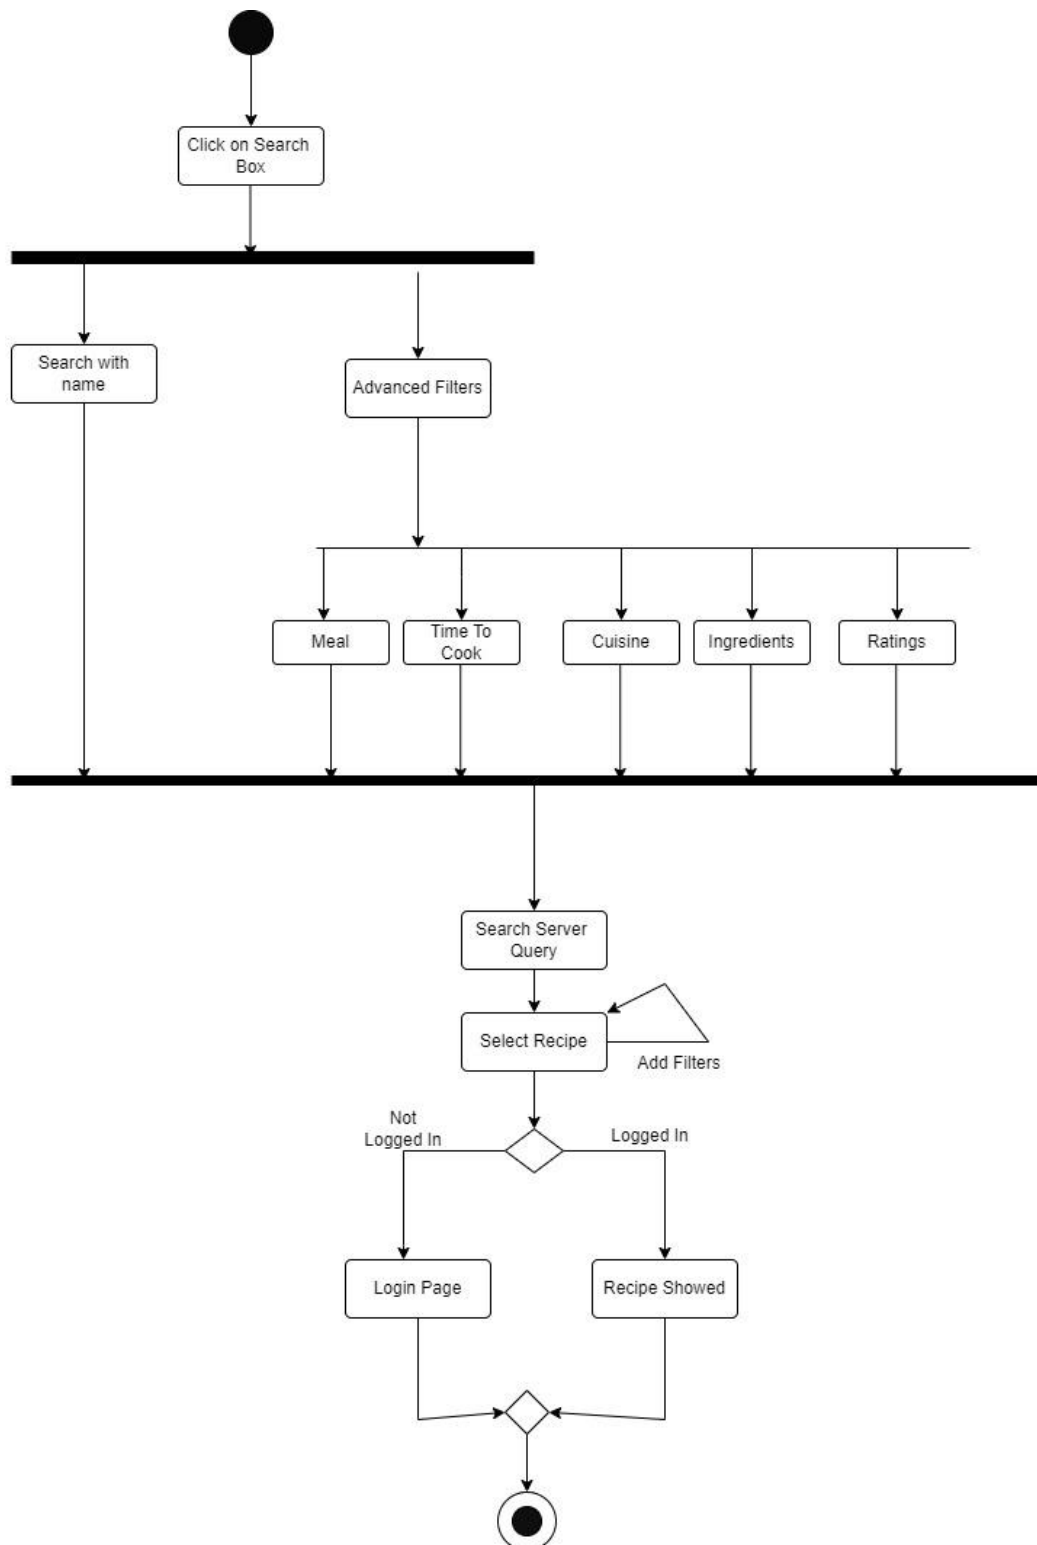 Click on Search
Box
Search with
name
Advanced Filters
Meal
Time To
Cook
Cuisine
Ingredients
Ratings
Search Server
Query
Select Recipe
Add Filters
Not
Logged In
Logged In
Login Page
Recipe Showed